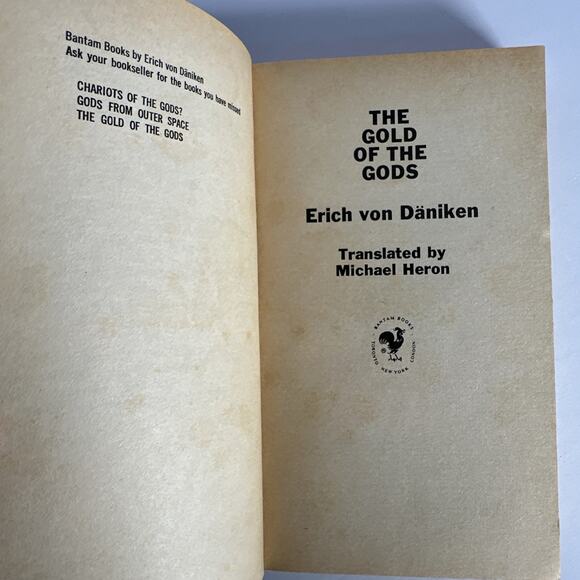 Bantam Books by Erich von Däniken
Ask your bookseller for the books you have missed
CHARIOTS OF THE GODS?
GODS FROM OUTER SPACE
THE GOLD OF THE GODS
THE
GOLD
OF THE
GODS
Erich von Däniken
Translated by
Michael Heron
BANTAM BOOKS
TORONTO · NEW YORK · LONDON